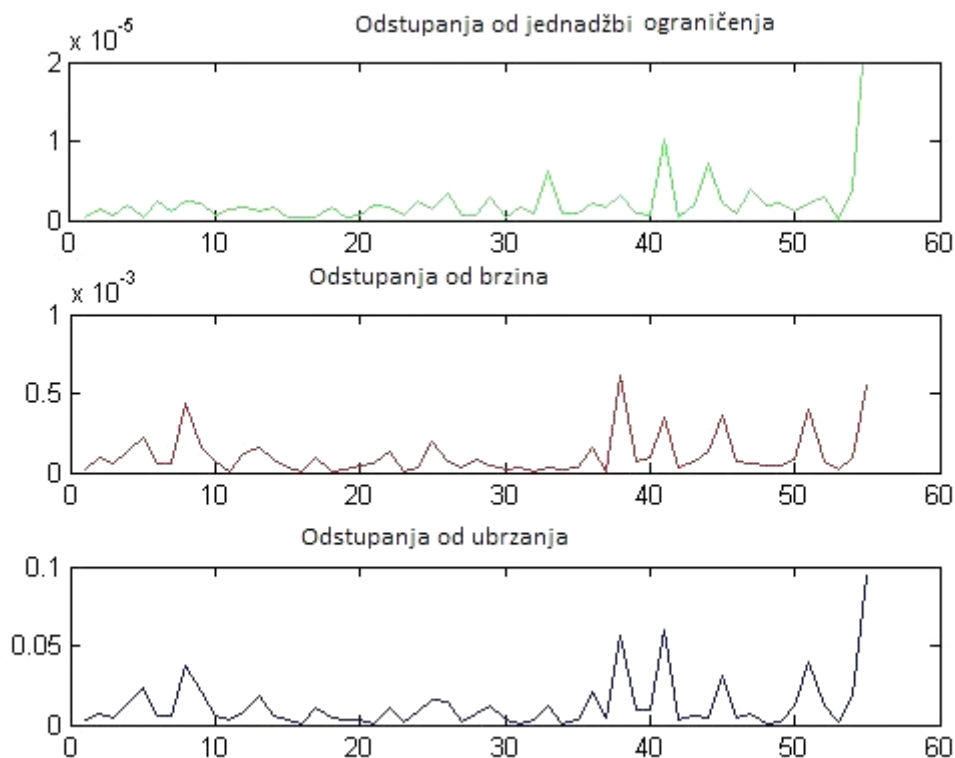 Odstupanja od jednadžbi ograničenja
x 10^-5
2
1
0
0 10 20 30 40 50 60
Odstupanja od brzina
x 10^-3
1
0.5
0
0 10 20 30 40 50 60
Odstupanja od ubrzanja
0.1
0.05
0
0 10 20 30 40 50 60